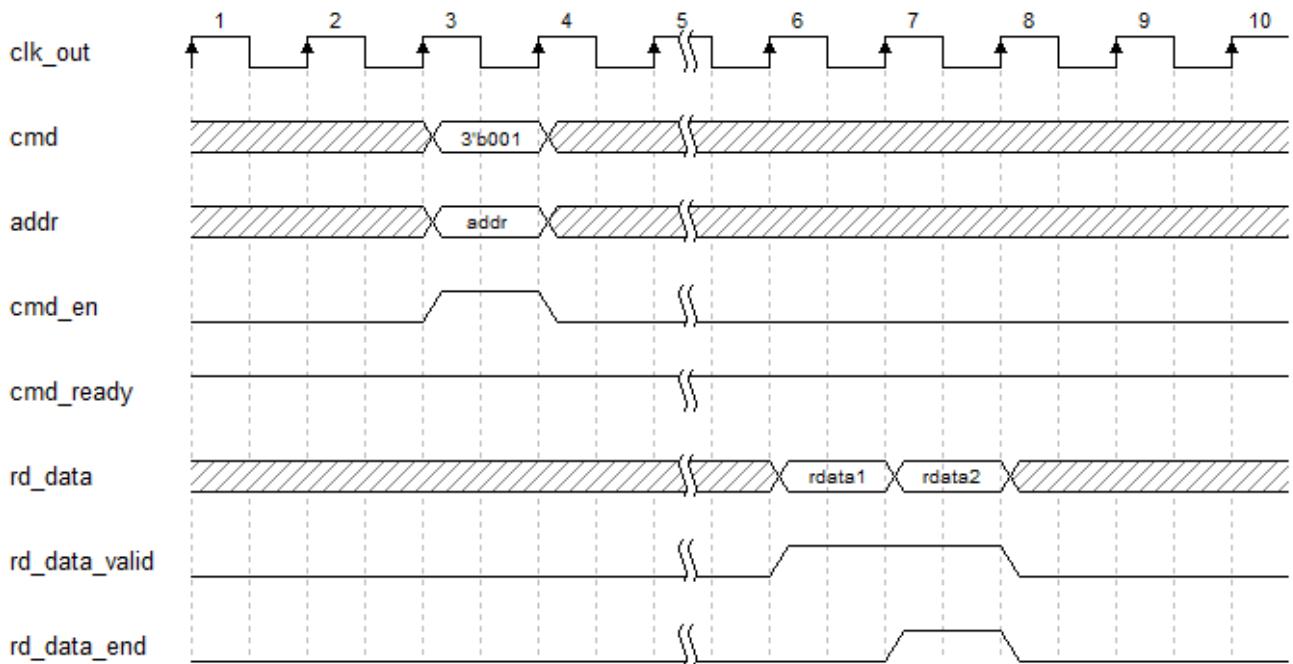 1 2 3 4 5 6 7 8 9 10
clk_out
cmd 3'b001
addr addr
cmd_en
cmd_ready
rd_data rdata1 rdata2
rd_data_valid
rd_data_end